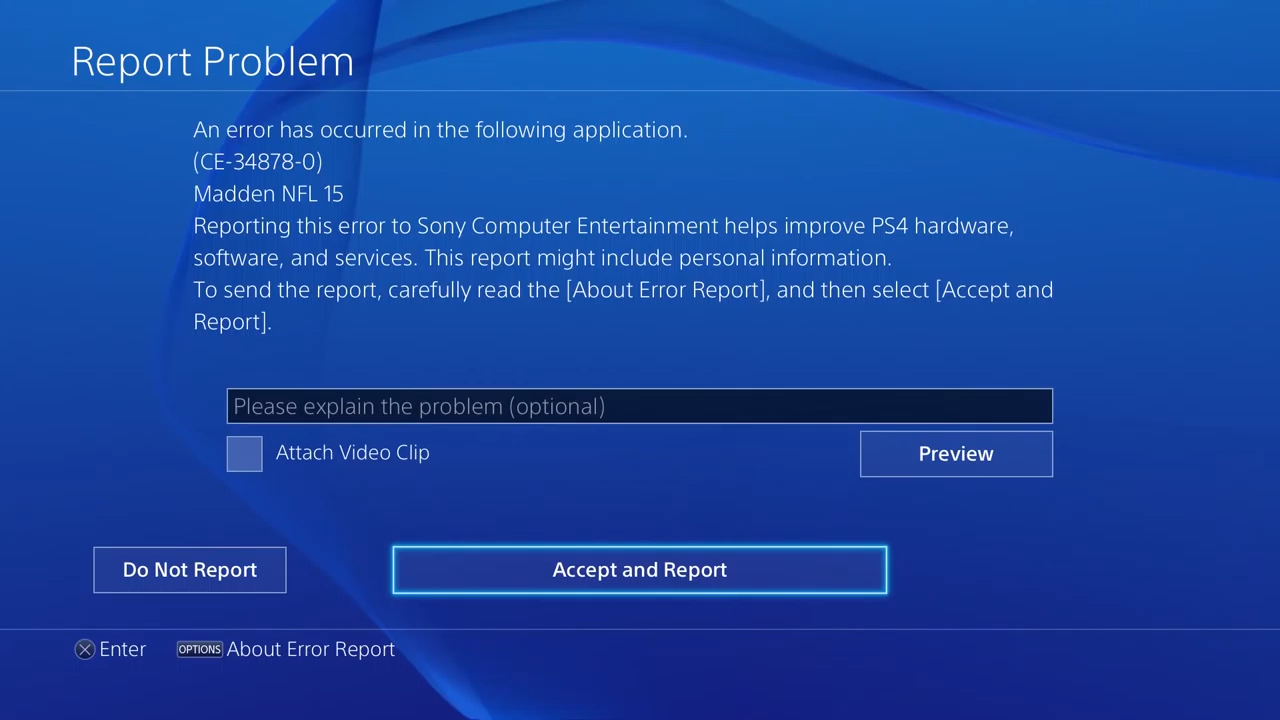 Report Problem
An error has occurred in the following application.
(CE-34878-0)
Madden NFL 15
Reporting this error to Sony Computer Entertainment helps improve PS4 hardware,
software, and services. This report might include personal information.
To send the report, carefully read the [About Error Report], and then select [Accept and
Report].
Please explain the problem (optional)
Attach Video Clip
Preview
Do Not Report
Accept and Report
Enter
OPTIONS About Error Report